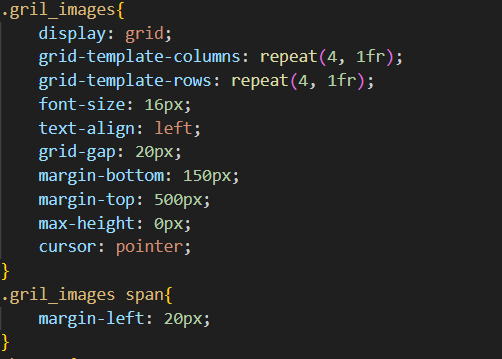 .gril_images{
    display: grid;
    grid-template-columns: repeat(4, 1fr);
    grid-template-rows: repeat(4, 1fr);
    font-size: 16px;
    text-align: left;
    grid-gap: 20px;
    margin-bottom: 150px;
    margin-top: 500px;
    max-height: 0px;
    cursor: pointer;
}
.gril_images span{
    margin-left: 20px;
}